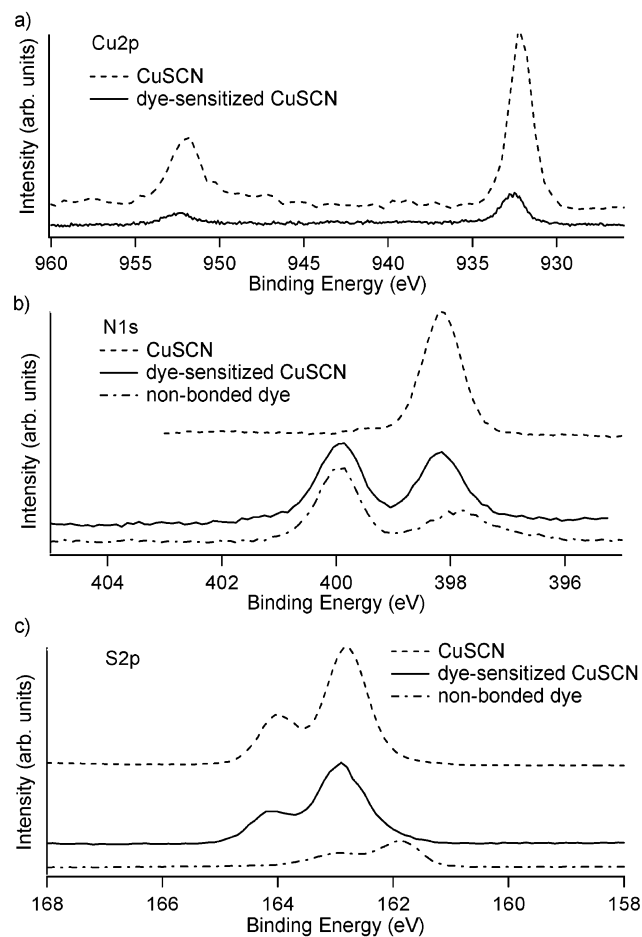 a)
Cu2p
CuSCN
dye-sensitized CuSCN
Intensity (arb. units)
960 955 950 945 940 935 930
Binding Energy (eV)
b)
N1s
CuSCN
dye-sensitized CuSCN
non-bonded dye
Intensity (arb. units)
404 402 400 398 396
Binding Energy (eV)
c)
S2p
CuSCN
dye-sensitized CuSCN
non-bonded dye
Intensity (arb. units)
168 166 164 162 160 158
Binding Energy (eV)